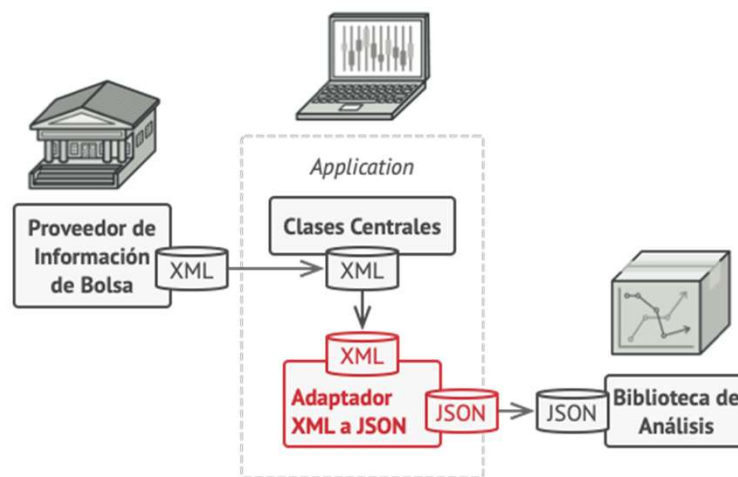 Application
Proveedor de
Información
de Bolsa
XML
Clases Centrales
XML
XML
Adaptador
XML a JSON
JSON
JSON
Biblioteca de
Análisis